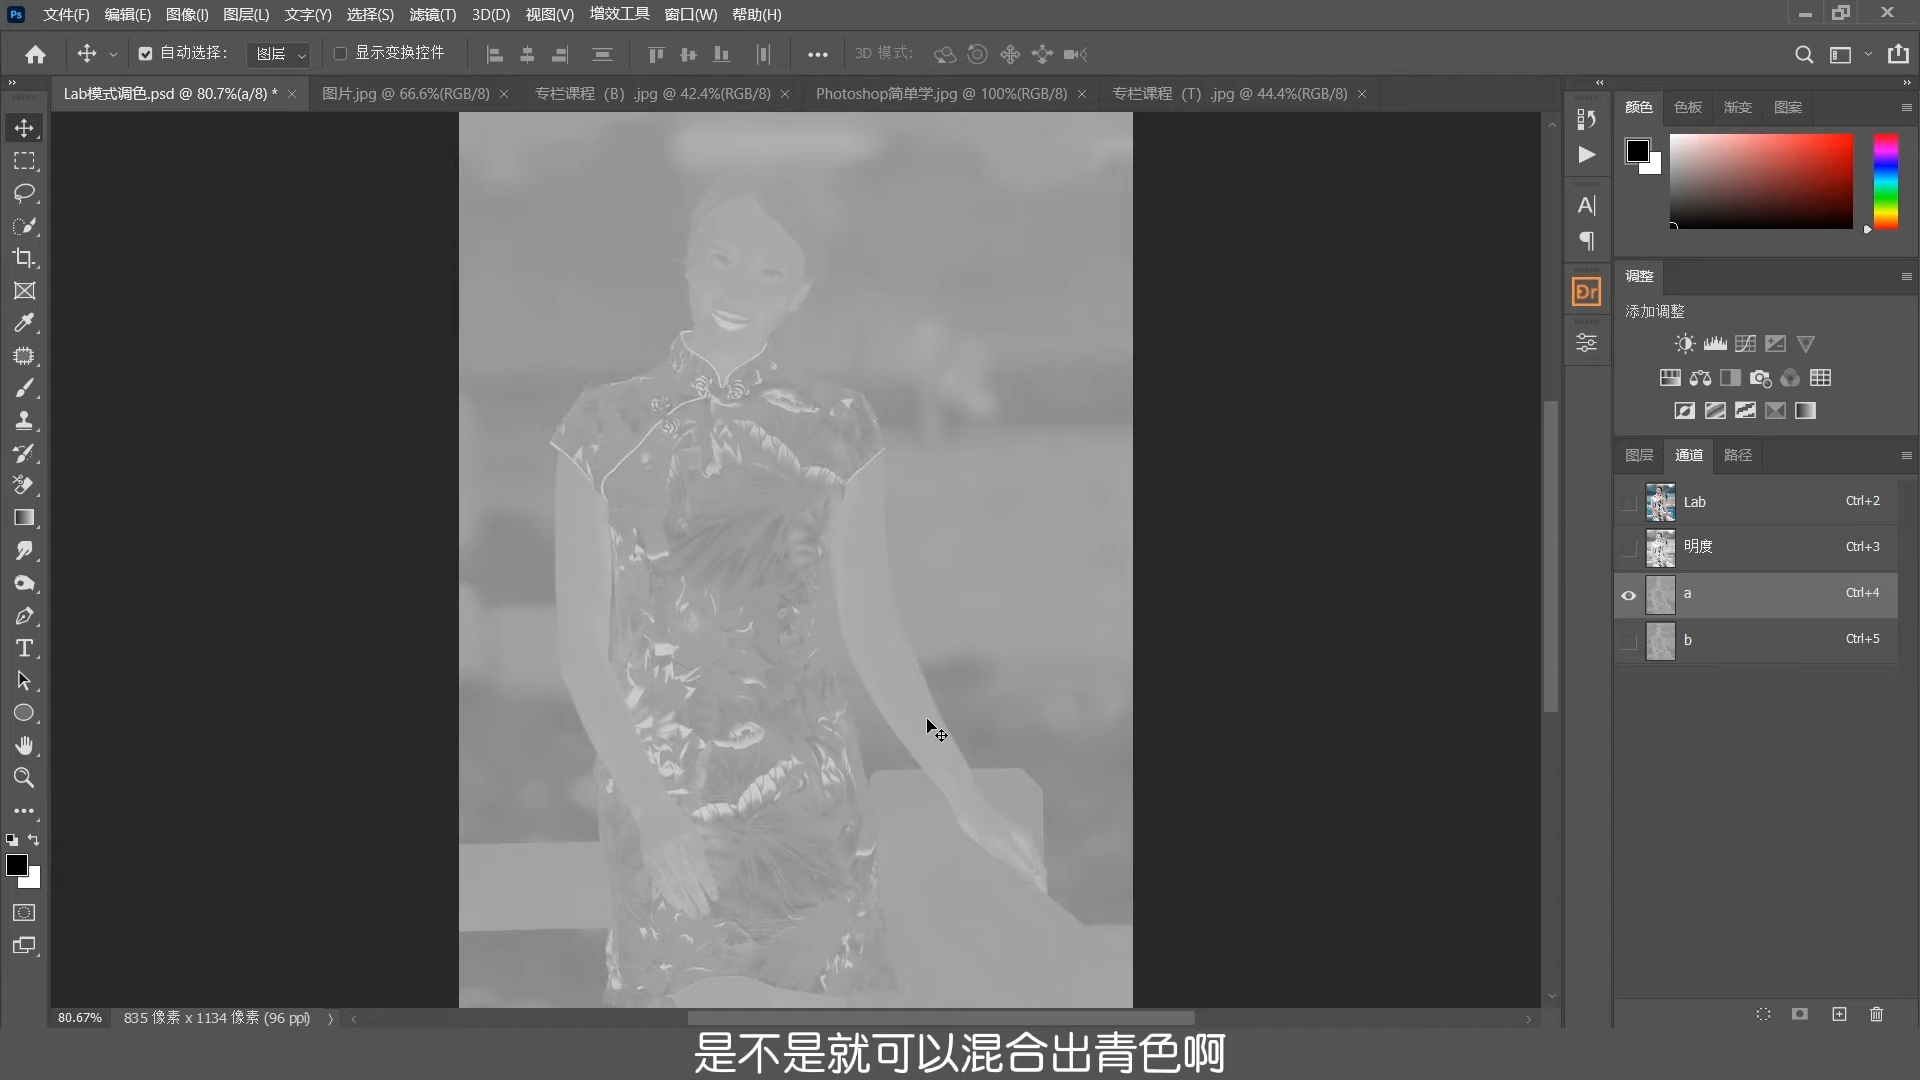 Ps 文件(F) 编辑(E) 图像(I) 图层(L) 文字(Y) 选择(S) 滤镜(T) 3D(D) 视图(V) 增效工具 窗口(W) 帮助(H)
自动选择： 图层 显示变换控件 3D 模式：
Lab模式调色.psd @ 80.7%(a/8) * 图片.jpg @ 66.6%(RGB/8) 专栏课程（B）.jpg @ 42.4%(RGB/8) Photoshop简单学.jpg @ 100%(RGB/8) 专栏课程（T）.jpg @ 44.4%(RGB/8)
颜色 色板 渐变 图案
Dr
调整
添加调整
图层 通道 路径
Lab Ctrl+2
明度 Ctrl+3
a Ctrl+4
b Ctrl+5
80.67% 835 像素 x 1134 像素 (96 ppi)
是不是就可以混合出青色啊